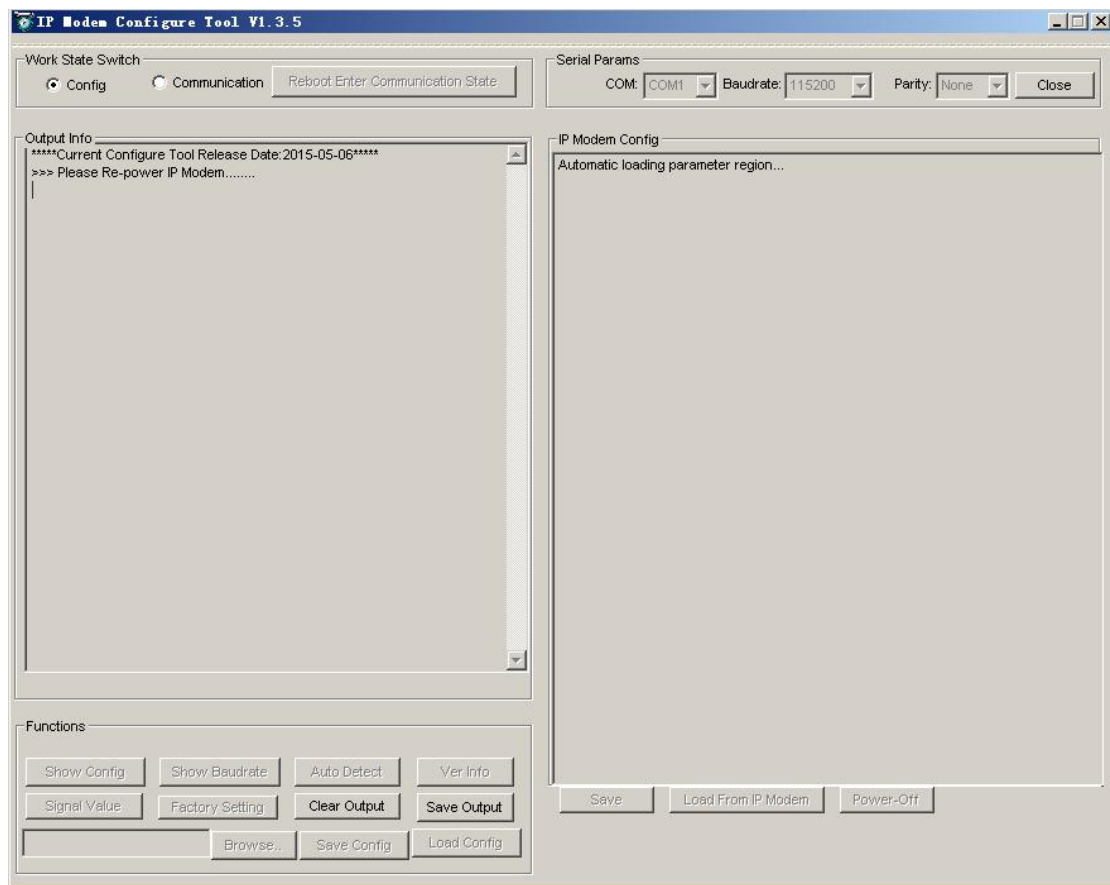 IP Modem Configure Tool V1.3.5
Work State Switch
Config
Communication
Reboot Enter Communication State
Serial Params
COM: COM1
Baudrate: 115200
Parity: None
Close
Output Info
*****Current Configure Tool Release Date:2015-05-06*****
>>> Please Re-power IP Modem........
IP Modem Config
Automatic loading parameter region...
Functions
Show Config
Show Baudrate
Auto Detect
Ver Info
Signal Value
Factory Setting
Clear Output
Save Output
Browse..
Save Config
Load Config
Save
Load From IP Modem
Power-Off